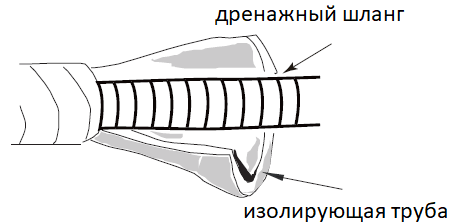 дренажный шланг
изолирующая труба